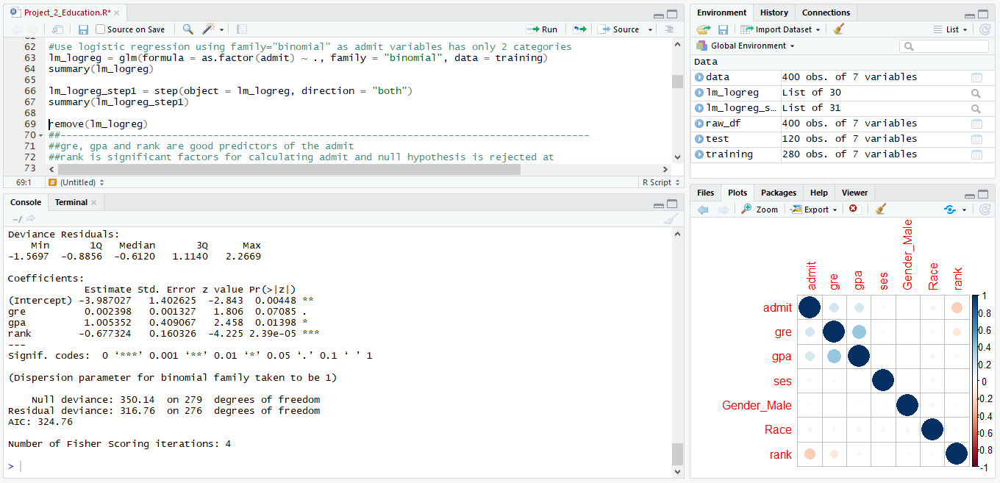 Project_2_Education.R*
Source on Save
Run
Source
62 #Use logistic regression using family="binomial" as admit variables has only 2 categories
63 lm_logreg = glm(formula = as.factor(admit) ~ ., family = "binomial", data = training)
64 summary(lm_logreg)
65
66 lm_logreg_step1 = step(object = lm_logreg, direction = "both")
67 summary(lm_logreg_step1)
68
69 remove(lm_logreg)
70 ##------------------------------------------------------------------------------------------
71 ##gre, gpa and rank are good predictors of the admit
72 ##rank is significant factors for calculating admit and null hypothesis is rejected at
73
69:1 # (Untitled) R Script
Console Terminal
~/
Deviance Residuals:
Min 1Q Median 3Q Max
-1.5697 -0.8856 -0.6120 1.1140 2.2669
Coefficients:
Estimate Std. Error z value Pr(>|z|)
(Intercept) -3.987027 1.402625 -2.843 0.00448 **
gre 0.002398 0.001327 1.806 0.07085 .
gpa 1.005352 0.409067 2.458 0.01398 *
rank -0.677324 0.160326 -4.225 2.39e-05 ***
---
Signif. codes: 0 ‘***’ 0.001 ‘**’ 0.01 ‘*’ 0.05 ‘.’ 0.1 ‘ ’ 1
(Dispersion parameter for binomial family taken to be 1)
Null deviance: 350.14 on 279 degrees of freedom
Residual deviance: 316.76 on 276 degrees of freedom
AIC: 324.76
Number of Fisher Scoring iterations: 4
>
Environment History Connections
Import Dataset List
Global Environment
Data
data 400 obs. of 7 variables
lm_logreg List of 30
lm_logreg_s… List of 31
raw_df 400 obs. of 7 variables
test 120 obs. of 7 variables
training 280 obs. of 7 variables
Files Plots Packages Help Viewer
Zoom Export
admit
gre
gpa
ses
Gender_Male
Race
rank
admit
gre
gpa
ses
Gender_Male
Race
rank
1
0.8
0.6
0.4
0.2
0
-0.2
-0.4
-0.6
-0.8
-1